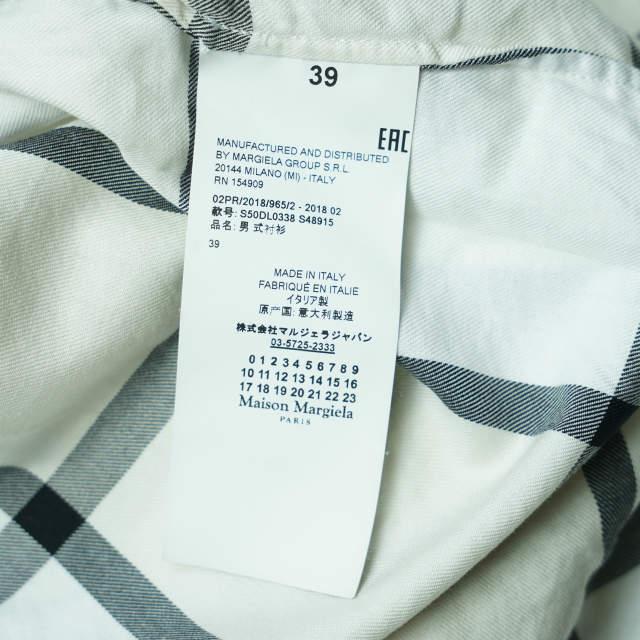 39
EAC
MANUFACTURED AND DISTRIBUTED
BY MARGIELA GROUP S.R.L.
20144 MILANO (MI) - ITALY
RN 154909
02PR/2018/965/2 - 2018 02
款号: S50DL0338 S48915
品名: 男式衬衫
39
MADE IN ITALY
FABRIQUÉ EN ITALIE
イタリア製
原产国: 意大利製造
株式会社マルジェラジャパン
03-5725-2333
0 1 2 3 4 5 6 7 8 9
10 11 12 13 14 15 16
17 18 19 20 21 22 23
Maison Margiela
PARIS